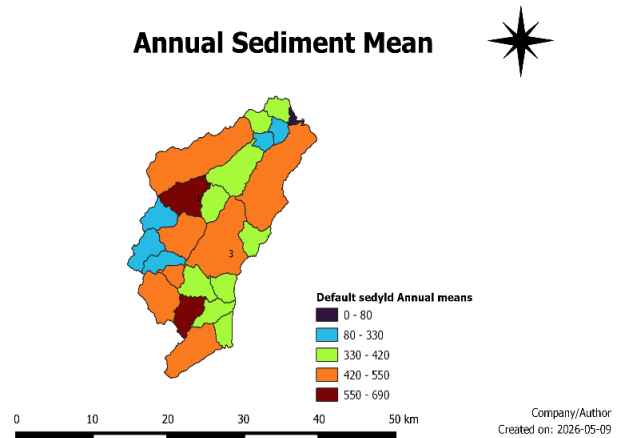 Annual Sediment Mean
3
Default sedyld Annual means
0 - 80
80 - 330
330 - 420
420 - 550
550 - 690
0 10 20 30 40 50 km
Company/Author
Created on: 2026-05-09